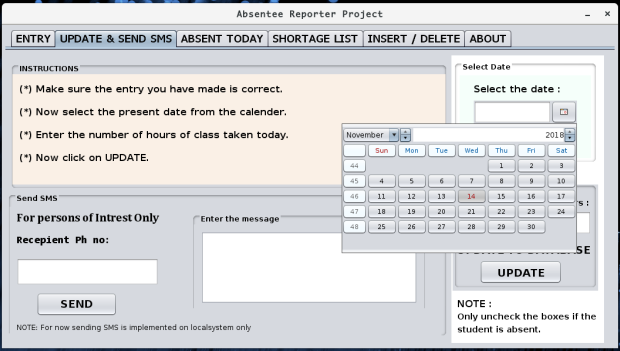 Absentee Reporter Project
ENTRY UPDATE & SEND SMS ABSENT TODAY SHORTAGE LIST INSERT / DELETE ABOUT
INSTRUCTIONS
(*) Make sure the entry you have made is correct.
(*) Now select the present date from the calender.
(*) Enter the number of hours of class taken today.
(*) Now click on UPDATE.
Select Date
Select the date :
November 2018
Sun Mon Tue Wed Thu Fri Sat
44 1 2 3
45 4 5 6 7 8 9 10
46 11 12 13 14 15 16 17
47 18 19 20 21 22 23 24
48 25 26 27 28 29 30
UPDATE
NOTE :
Only uncheck the boxes if the
student is absent.
Send SMS
For persons of Intrest Only
Recepient Ph no:
SEND
Enter the message
NOTE: For now sending SMS is implemented on localsystem only